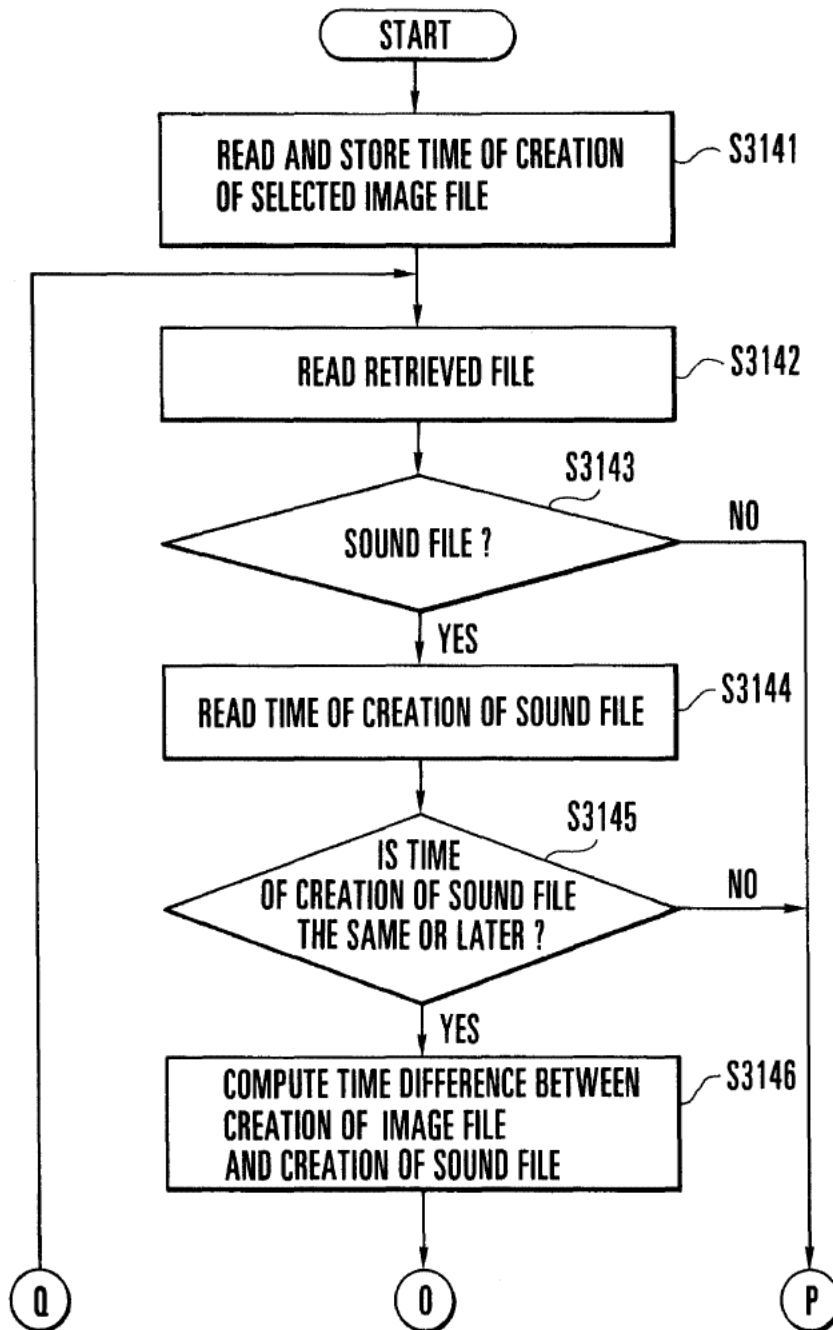 START
READ AND STORE TIME OF CREATION
OF SELECTED IMAGE FILE
S3141
READ RETRIEVED FILE
S3142
S3143
SOUND FILE ?
NO
YES
READ TIME OF CREATION OF SOUND FILE
S3144
S3145
IS TIME
OF CREATION OF SOUND FILE
THE SAME OR LATER ?
NO
YES
COMPUTE TIME DIFFERENCE BETWEEN
CREATION OF IMAGE FILE
AND CREATION OF SOUND FILE
S3146
Q
O
P